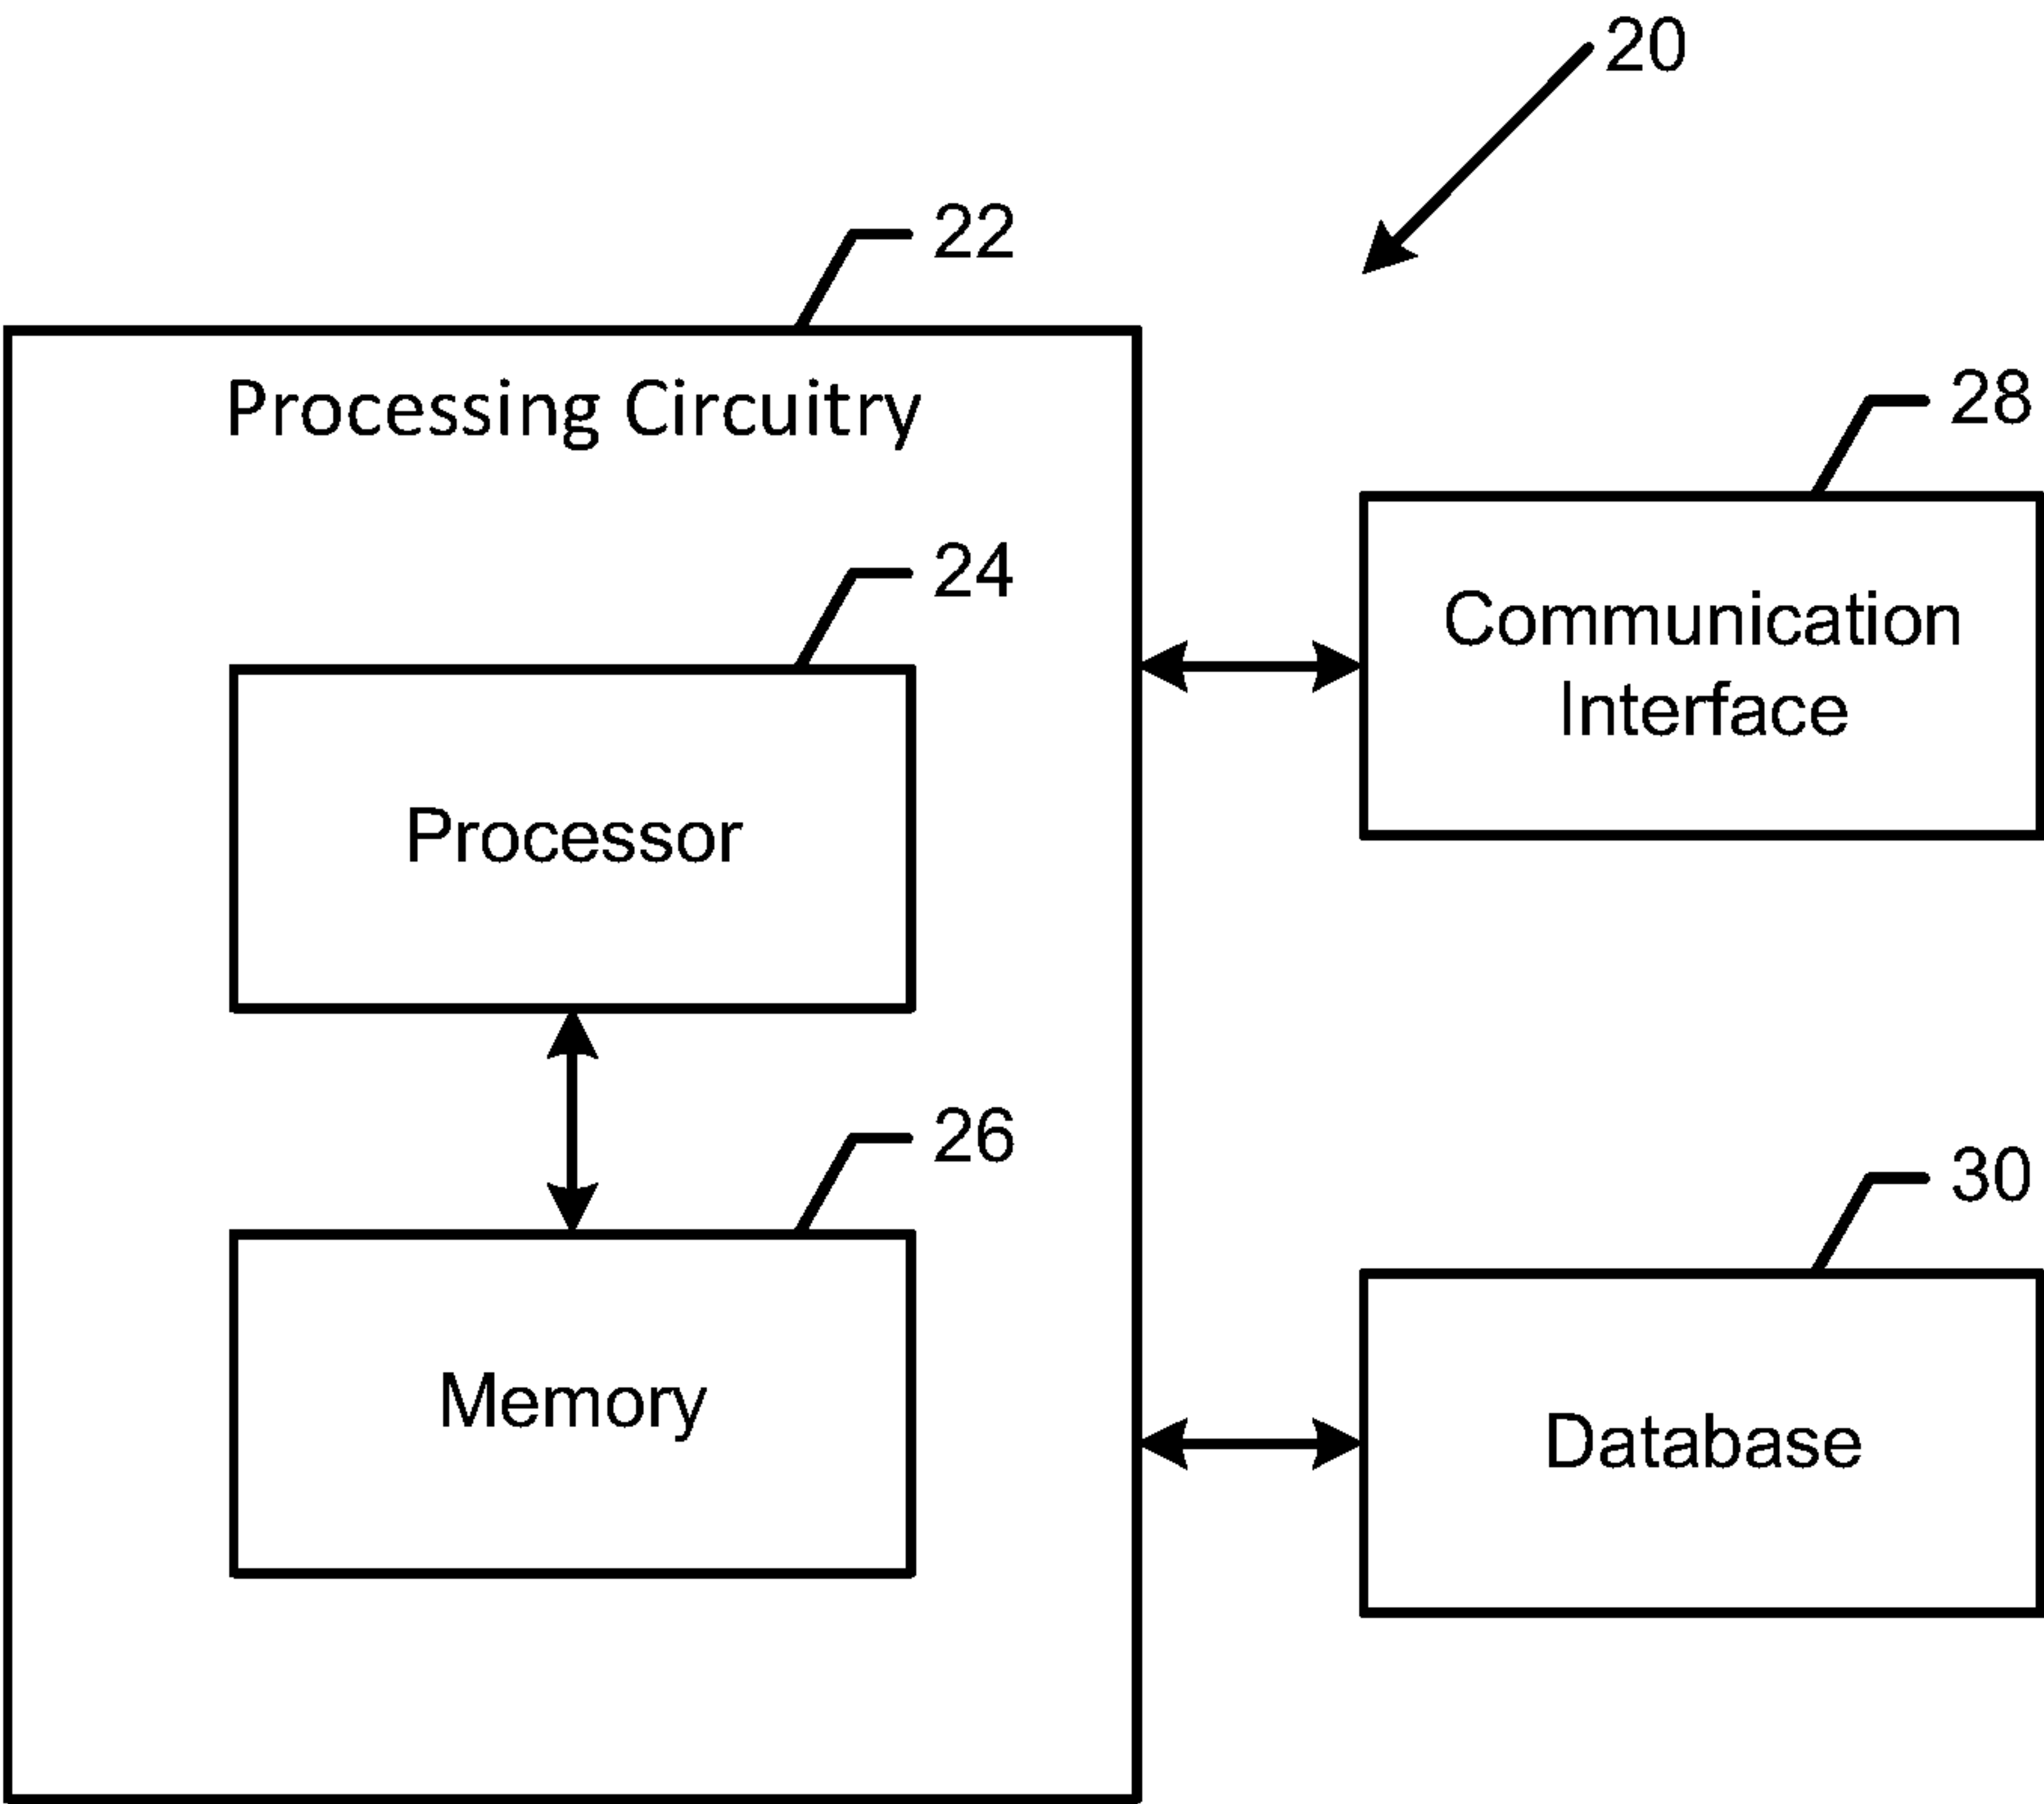 20
22
Processing Circuitry
28
24
Communication
Interface
Processor
26
30
Memory
Database